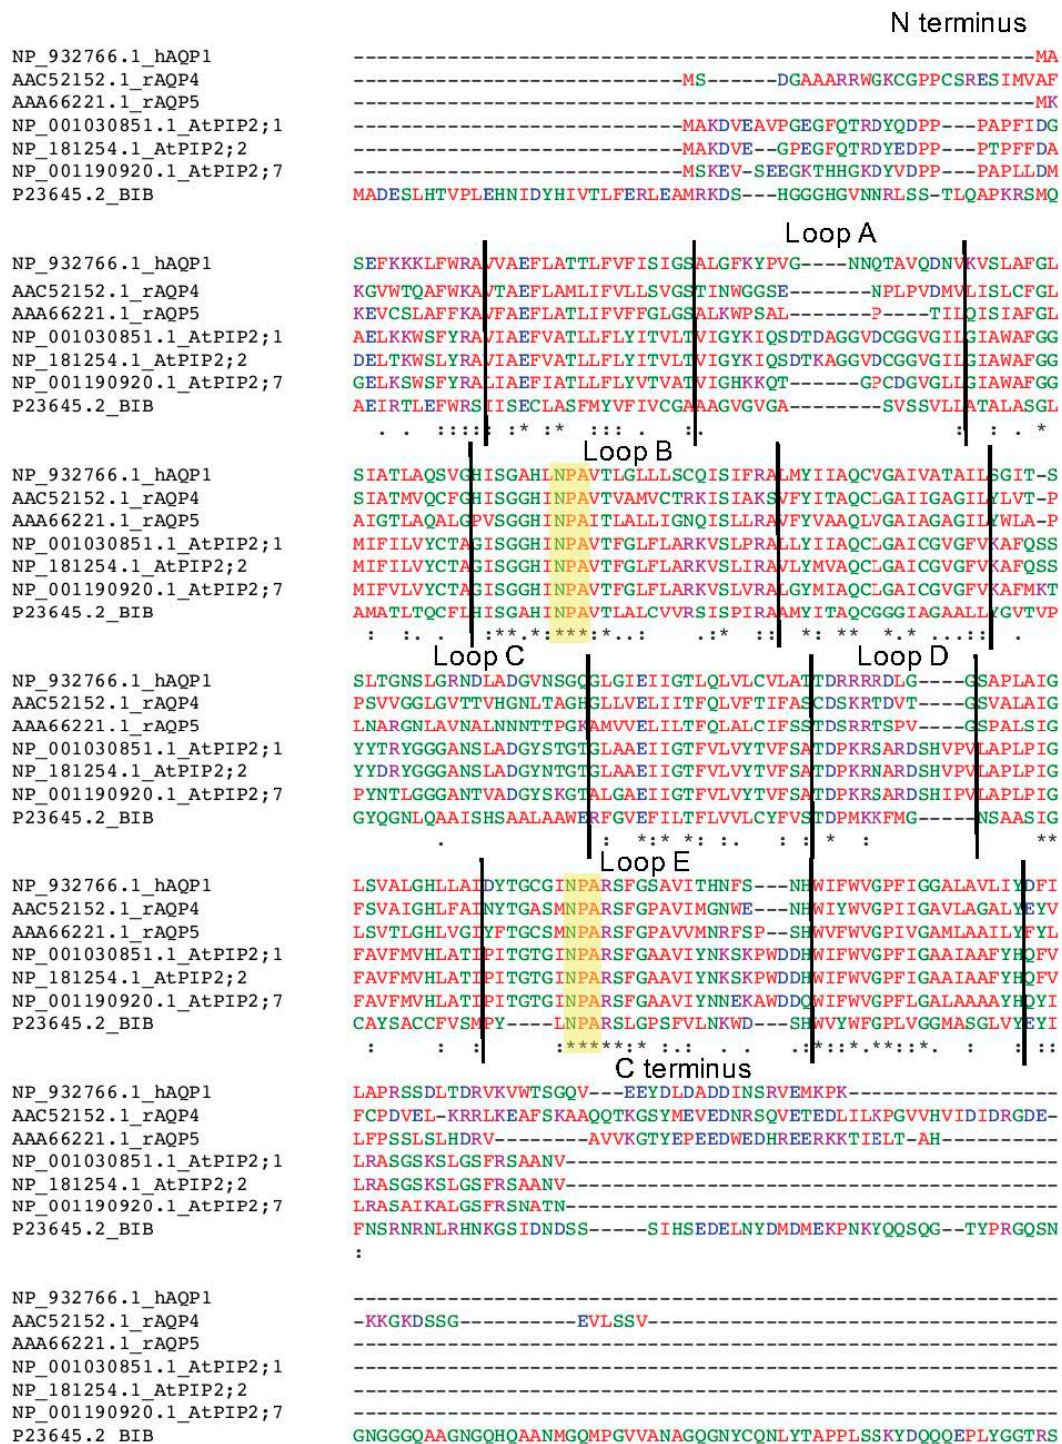 N terminus
NP_932766.1_hAQP1 ----------------------------------------------------------MA
AAC52152.1_rAQP4 ----------------------------MS------DGAAARRWGKCGPPCSRESIMVAF
AAA66221.1_rAQP5 ----------------------------------------------------------MK
NP_001030851.1_AtPIP2;1 ----------------------------MAKDVEAVPGEGFQTRDYQDPP---PAPFIDG
NP_181254.1_AtPIP2;2 ----------------------------MAKDVE--GPEGFQTRDYEDPP---PTPFFDA
NP_001190920.1_AtPIP2;7 ----------------------------MSKEV-SEEGKTHHGKDYVDPP---PAPLLDM
P23645.2_BIB MADESLHTVPLEHNIDYHIVTLFERLEAMRKDS---HGGGHGVNNRLSS-TLQAPKRSMQ
Loop A
NP_932766.1_hAQP1 SEFKKKLFWRAVVAEFLATTLFVFISIGSALGFKYPVG----NNQTAVQDNVKVSLAFGL
AAC52152.1_rAQP4 KGVWTQAFWKAVTAEFLAMLIFVLLSVGSTINWGGSE-------NPLPVDMVLISLCFGL
AAA66221.1_rAQP5 KEVCSLAFFKAVFAEFLATLIFVFFGLGSALKWPSAL-------P----TILQISIAFGL
NP_001030851.1_AtPIP2;1 AELKKWSFYRAVIAEFVATLLFLYITVLTVIGYKIQSDTDAGGVDCGGVGILGIAWAFGG
NP_181254.1_AtPIP2;2 DELTKWSLYRAVIAEFVATLLFLYITVLTVIGYKIQSDTKAGGVDCGGVGILGIAWAFGG
NP_001190920.1_AtPIP2;7 GELKSWSFYRALIAEFIATLLFLYVTVATVIGHKKQT------GPCDGVGLLGIAWAFGG
P23645.2_BIB AEIRTLEFWRSIISECLASFMYVFIVCGAAAGVGVGA--------SVSSVLLATALASGL
. . ::::: :* :* : : . : :. : : . *
Loop B
NP_932766.1_hAQP1 SIATLAQSVGHISGAHLNPAVTLGLLLSCQISIFRALMYIIAQCVGAIVATAILSGIT-S
AAC52152.1_rAQP4 SIATMVQCFGHISGGHINPAVTVAMVCTRKISIAKSVFYITAQCLGAIIGAGILYLVT-P
AAA66221.1_rAQP5 AIGTLAQALGPVSGGHINPAITLALLIGNQISLLRAVFYVAAQLVGAIAGAGILYWLA-P
NP_001030851.1_AtPIP2;1 MIFILVYCTAGISGGHINPAVTFGLFLARKVSLPRALLYIIAQCLGAICGVGFVKAFQSS
NP_181254.1_AtPIP2;2 MIFILVYCTAGISGGHINPAVTFGLFLARKVSLIRAVLYMVAQCLGAICGVGFVKAFQSS
NP_001190920.1_AtPIP2;7 MIFVLVYCTAGISGGHINPAVTFGLFLARKVSLVRALGYMIAQCLGAICGVGFVKAFMKT
P23645.2_BIB AMATLTQCFLHISGAHINPAVTLALCVVRSISPIRAAMYITAQCGGGIAGAALLYGVTVP
: :. . :**.*:***:*..: .:* :: *: ** *.* ...:: .
Loop C Loop D
NP_932766.1_hAQP1 SLTGNSLGRNDLADGVNSGQGLGIEIIGTLQLVLCVLATTDRRRRDLG----GSAPLAIG
AAC52152.1_rAQP4 PSVVGGLGVTTVHGNLTAGHGLLVELIITFQLVFTIFASCDSKRTDVT----GSVALAIG
AAA66221.1_rAQP5 LNARGNLAVNALNNNTTPGKAMVVELILTFQLALCIFSSTDSRRTSPV----GSPALSIG
NP_001030851.1_AtPIP2;1 YYTRYGGGANSLADGYSTGTGLAAEIIGTFVLVYTVFSATDPKRSARDSHVPVLAPLPIG
NP_181254.1_AtPIP2;2 YYDRYGGGANSLADGYNTGTGLAAEIIGTFVLVYTVFSATDPKRNARDSHVPVLAPLPIG
NP_001190920.1_AtPIP2;7 PYNTLGGGANTVADGYSKGTALGAEIIGTFVLVYTVFSATDPKRSARDSHIPVLAPLPIG
P23645.2_BIB GYQGNLQAAISHSAALAAWERFGVEFILTFLVVLCYFVSTDPMKKFMG----NSAASIG
. : *:* *: :. : : * : **
Loop E
NP_932766.1_hAQP1 LSVALGHLLAIDYTGCGINPARSFGSAVITHNFS---NHWIFWVGPFIGGALAVLIYDFI
AAC52152.1_rAQP4 FSVAIGHLFAINYTGASMNPARSFGPAVIMGNWE---NHWIYWVGPIIGAVLAGALYEYV
AAA66221.1_rAQP5 LSVTLGHLVGIYFTGCSMNPARSFGPAVVMNRFSP--SHWVFWVGPIVGAMLAAILYFYL
NP_001030851.1_AtPIP2;1 FAVFMVHLATIPITGTGINPARSFGAAVIYNKSKPWDDHWIFWVGPFIGAAIAAFYHQFV
NP_181254.1_AtPIP2;2 FAVFMVHLATIPITGTGINPARSFGAAVIYNKSKPWDDHWIFWVGPFIGAAIAAFYHQFV
NP_001190920.1_AtPIP2;7 FAVFMVHLATIPITGTGINPARSFGAAVIYNNEKAWDDQWIFWVGPFLGALAAAAYHQYI
P23645.2_BIB CAYSACCFVSMPY----LNPARSLGPSFVLNKWD---SHWVYWFGPLVGGMASGLVYEYI
: : : :*****:* :.: . .:*::*.**::*. : : ::
C terminus
NP_932766.1_hAQP1 LAPRSSDLTDRVKVWTSGQV---EEYDLDADDINSRVEMKPK------------------
AAC52152.1_rAQP4 FCPDVEL-KRRLKEAFSKAAQQTKGSYMEVEDNRSQVETEDLILKPGVVHVIDIDRGDE-
AAA66221.1_rAQP5 LFPSSLSLHDRV--------AVVKGTYEPEEDWEDHREERKKTIELT-AH----------
NP_001030851.1_AtPIP2;1 LRASGSKSLGSFRSAANV------------------------------------------
NP_181254.1_AtPIP2;2 LRASGSKSLGSFRSAANV------------------------------------------
NP_001190920.1_AtPIP2;7 LRASAIKALGSFRSNATN------------------------------------------
P23645.2_BIB FNSRNRNLRHNKGSIDNDSS-----SIHSEDELNYDMDMEKPNKYQQSQG--TYPRGQSN
:
NP_932766.1_hAQP1 ------------------------------------------------------------
AAC52152.1_rAQP4 -KKGKDSSG----------EVLSSV-----------------------------------
AAA66221.1_rAQP5 ------------------------------------------------------------
NP_001030851.1_AtPIP2;1 ------------------------------------------------------------
NP_181254.1_AtPIP2;2 ------------------------------------------------------------
NP_001190920.1_AtPIP2;7 ------------------------------------------------------------
P23645.2_BIB GNGGGQAAGNGQHQAANMGQMPGVVANAGQGNYCQNLYTAPPLSSKYDQQQEPLYGGTRS